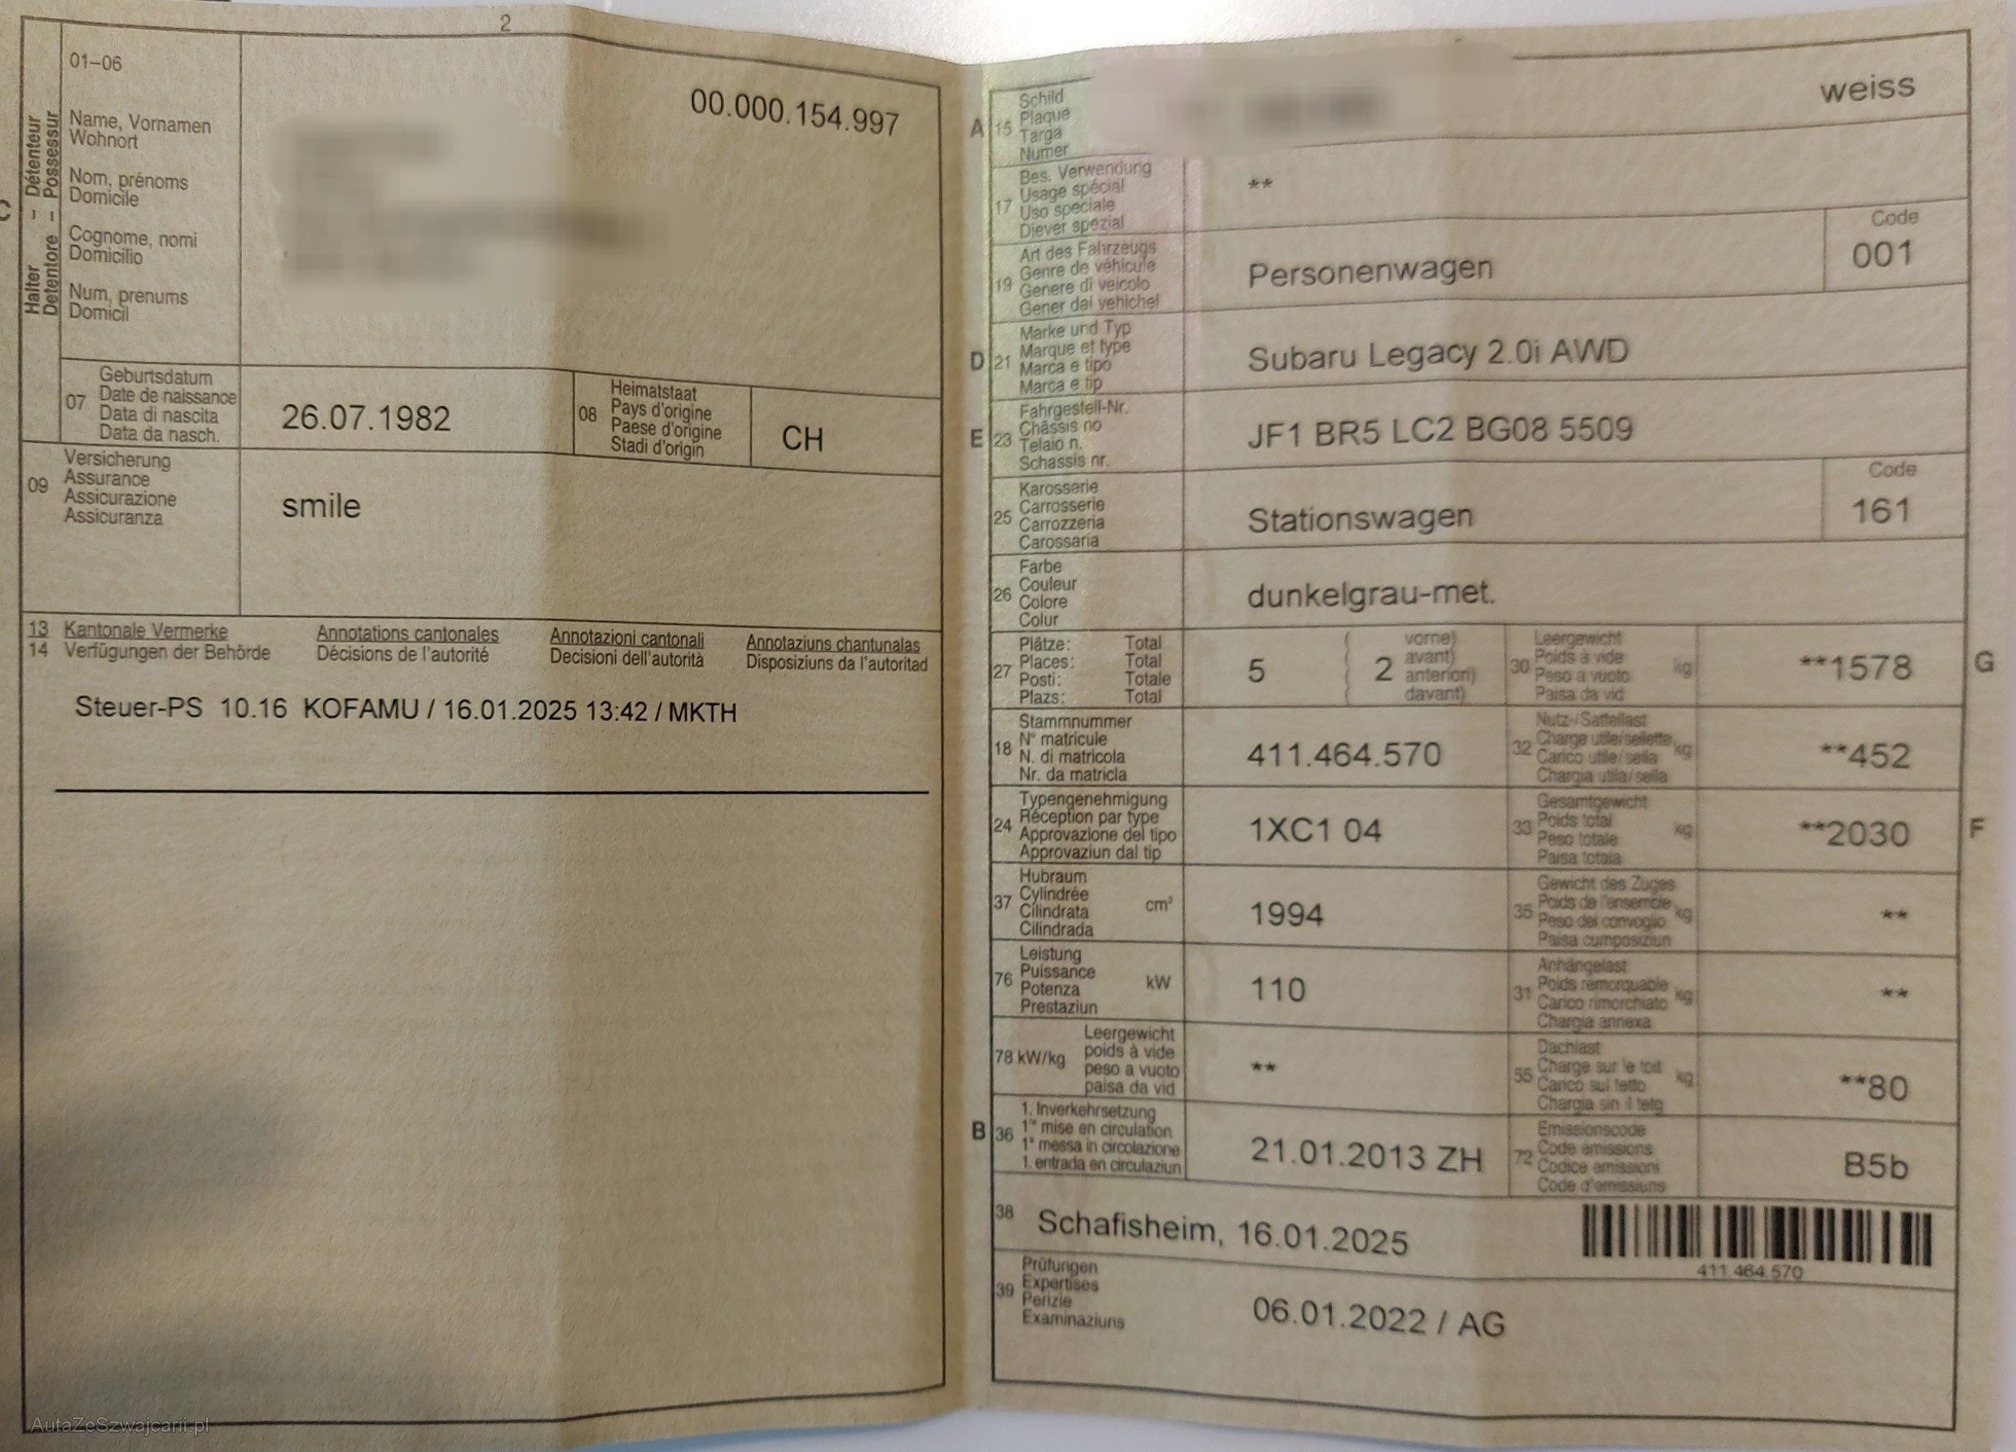 2
01–06
Name, Vornamen
Wohnort
Nom, prénoms
Domicile
Cognome, nomi
Domicilio
Num, prenums
Domicil
C
Halter – Détenteur
Detentore – Possessur
00.000.154.997
07
Geburtsdatum
Date de naissance
Data di nascita
Data da nasch.
26.07.1982
08
Heimatstaat
Pays d'origine
Paese d'origine
Stadi d'origin
CH
09
Versicherung
Assurance
Assicurazione
Assicuranza
smile
13 Kantonale Vermerke Annotations cantonales Annotazioni cantonali Annotaziuns chantunalas
14 Verfügungen der Behörde Décisions de l'autorité Decisioni dell'autorità Disposiziuns da l'autoritad
Steuer-PS 10.16 KOFAMU / 16.01.2025 13:42 / MKTH
A 15
Schild
Plaque
Targa
Numer
weiss
17
Bes. Verwendung
Usage spécial
Uso speciale
Diever spezial
**
19
Art des Fahrzeugs
Genre de véhicule
Genere di veicolo
Gener dal vehichel
Personenwagen
Code
001
D 21
Marke und Typ
Marque et type
Marca e tipo
Marca e tip
Subaru Legacy 2.0i AWD
E 23
Fahrgestell-Nr.
Châssis no
Telaio n.
Schassis nr.
JF1 BR5 LC2 BG08 5509
25
Karosserie
Carrosserie
Carrozzeria
Carossaria
Stationswagen
Code
161
26
Farbe
Couleur
Colore
Colur
dunkelgrau-met.
27
Plätze: Total
Places: Total
Posti: Totale
Plazs: Total
5
2
vorne)
avant)
anteriori)
davant)
30
Leergewicht
Poids à vide
Peso a vuoto
Paisa da vid
kg
**1578
G
18
Stammnummer
N° matricule
N. di matricola
Nr. da matricla
411.464.570
32
Nutz-/Sattellast
Charge utile/sellette
Carico utile/sella
Chargia utila/sella
kg
**452
24
Typengenehmigung
Réception par type
Approvazione del tipo
Approvaziun dal tip
1XC1 04
33
Gesamtgewicht
Poids total
Peso totale
Paisa totala
kg
**2030
F
37
Hubraum
Cylindrée
Cilindrata
Cilindrada
cm³
1994
35
Gewicht des Zuges
Poids de l'ensemble
Peso del convoglio
Paisa cumposiziun
kg
**
76
Leistung
Puissance
Potenza
Prestaziun
kW
110
31
Anhängelast
Poids remorquable
Carico rimorchiato
Chargia annexa
kg
**
78 kW/kg
Leergewicht
poids à vide
peso a vuoto
paisa da vid
**
55
Dachlast
Charge sur le toit
Carico sul tetto
Chargia sin il tetg
kg
**80
B 36
1. Inverkehrsetzung
1re mise en circulation
1a messa in circolazione
1. entrada en circulaziun
21.01.2013 ZH
72
Emissionscode
Code émissions
Codice emissioni
Code d'emissiuns
B5b
38
Schafisheim, 16.01.2025
411 464 570
39
Prüfungen
Expertises
Perizie
Examinaziuns
06.01.2022 / AG
AutaZeSzwajcarii.pl